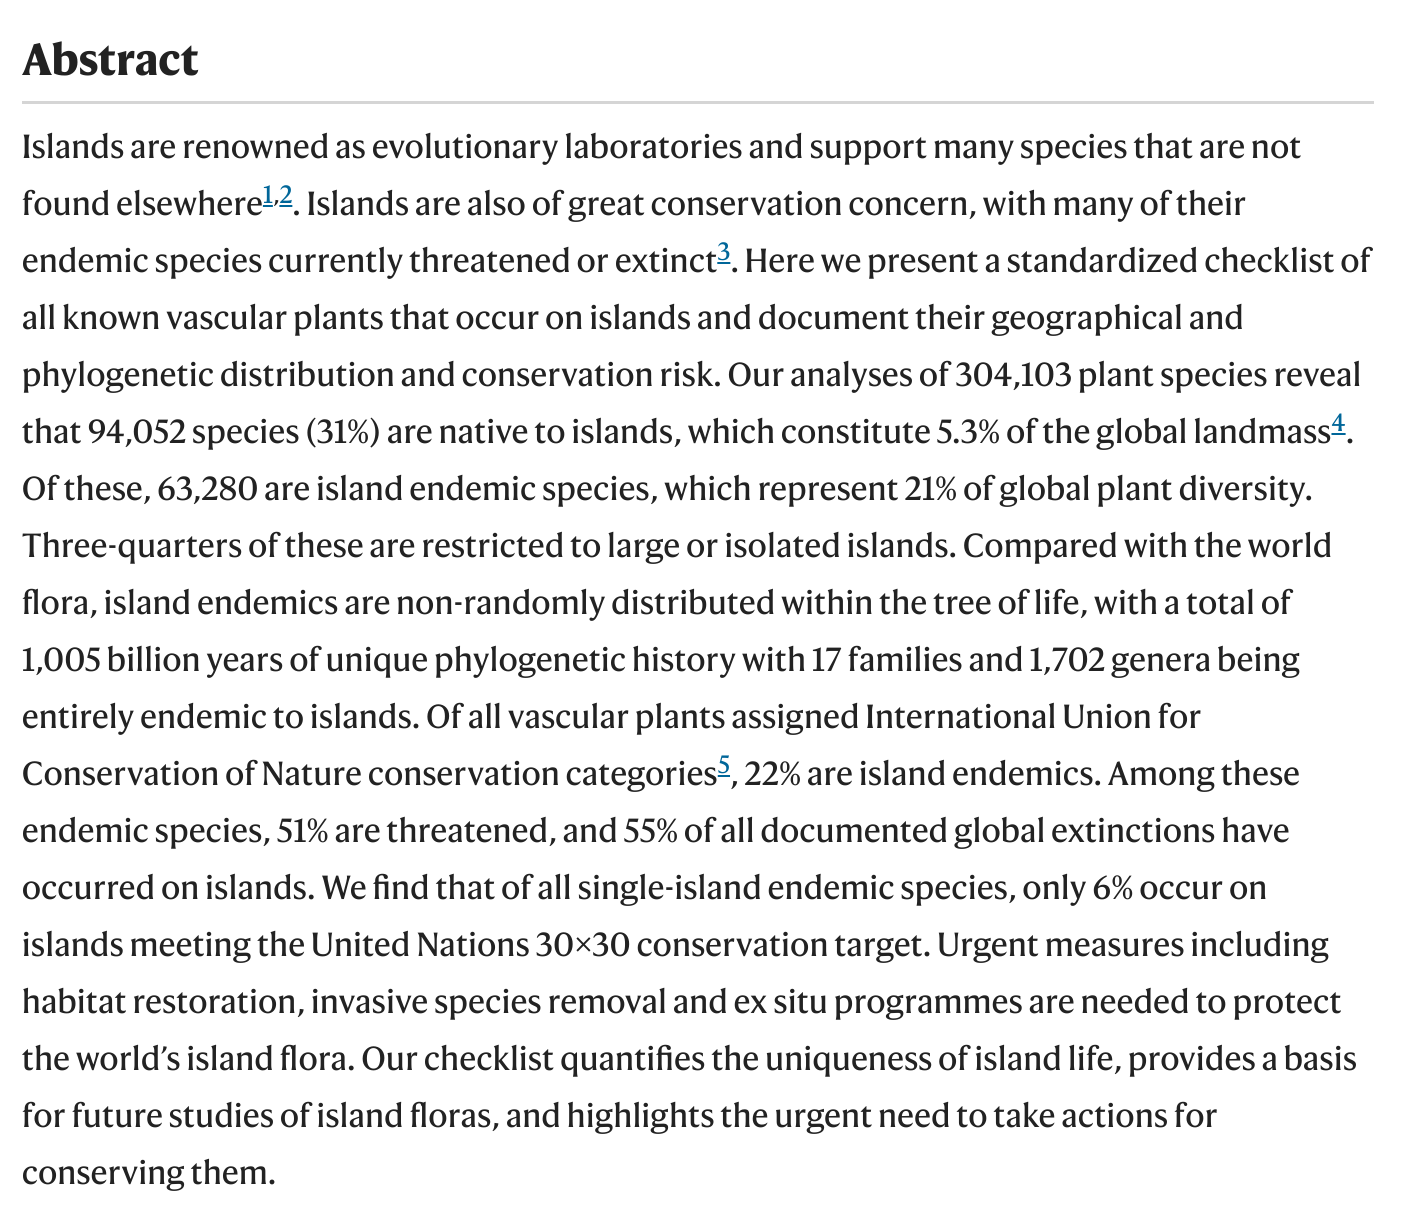 Abstract
Islands are renowned as evolutionary laboratories and support many species that are not
found elsewhere1,2. Islands are also of great conservation concern, with many of their
endemic species currently threatened or extinct3. Here we present a standardized checklist of
all known vascular plants that occur on islands and document their geographical and
phylogenetic distribution and conservation risk. Our analyses of 304,103 plant species reveal
that 94,052 species (31%) are native to islands, which constitute 5.3% of the global landmass4.
Of these, 63,280 are island endemic species, which represent 21% of global plant diversity.
Three-quarters of these are restricted to large or isolated islands. Compared with the world
flora, island endemics are non-randomly distributed within the tree of life, with a total of
1,005 billion years of unique phylogenetic history with 17 families and 1,702 genera being
entirely endemic to islands. Of all vascular plants assigned International Union for
Conservation of Nature conservation categories5, 22% are island endemics. Among these
endemic species, 51% are threatened, and 55% of all documented global extinctions have
occurred on islands. We find that of all single-island endemic species, only 6% occur on
islands meeting the United Nations 30×30 conservation target. Urgent measures including
habitat restoration, invasive species removal and ex situ programmes are needed to protect
the world’s island flora. Our checklist quantifies the uniqueness of island life, provides a basis
for future studies of island floras, and highlights the urgent need to take actions for
conserving them.